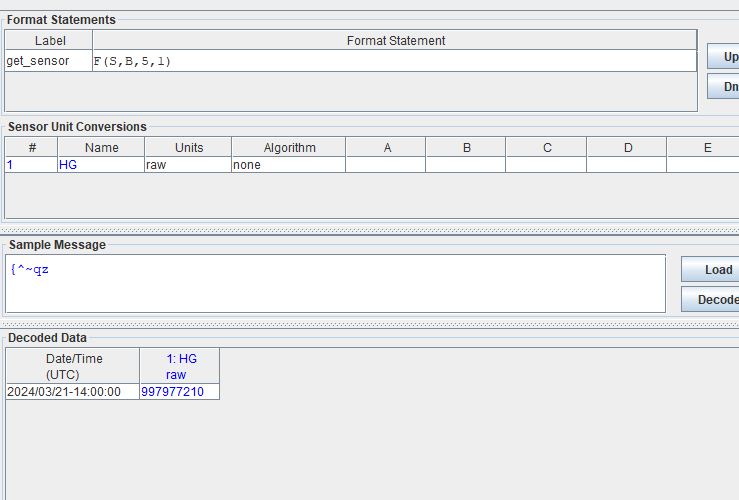 Format Statements
Label Format Statement
get_sensor F(S,B,5,1)
Up
Dn
Sensor Unit Conversions
# Name Units Algorithm A B C D E
1 HG raw none
Sample Message
{^~qz
Load
Decode
Decoded Data
Date/Time 1: HG
(UTC) raw
2024/03/21-14:00:00 997977210